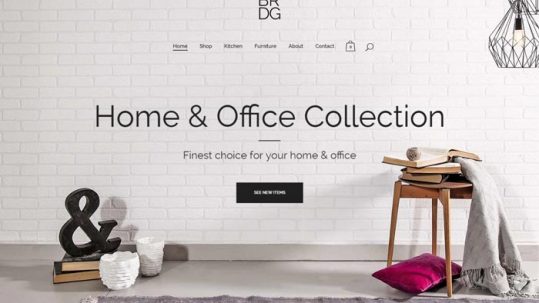 BR
DG
Home Shop Kitchen Furniture About Contact 0
Home & Office Collection
Finest choice for your home & office
SEE NEW ITEMS
&